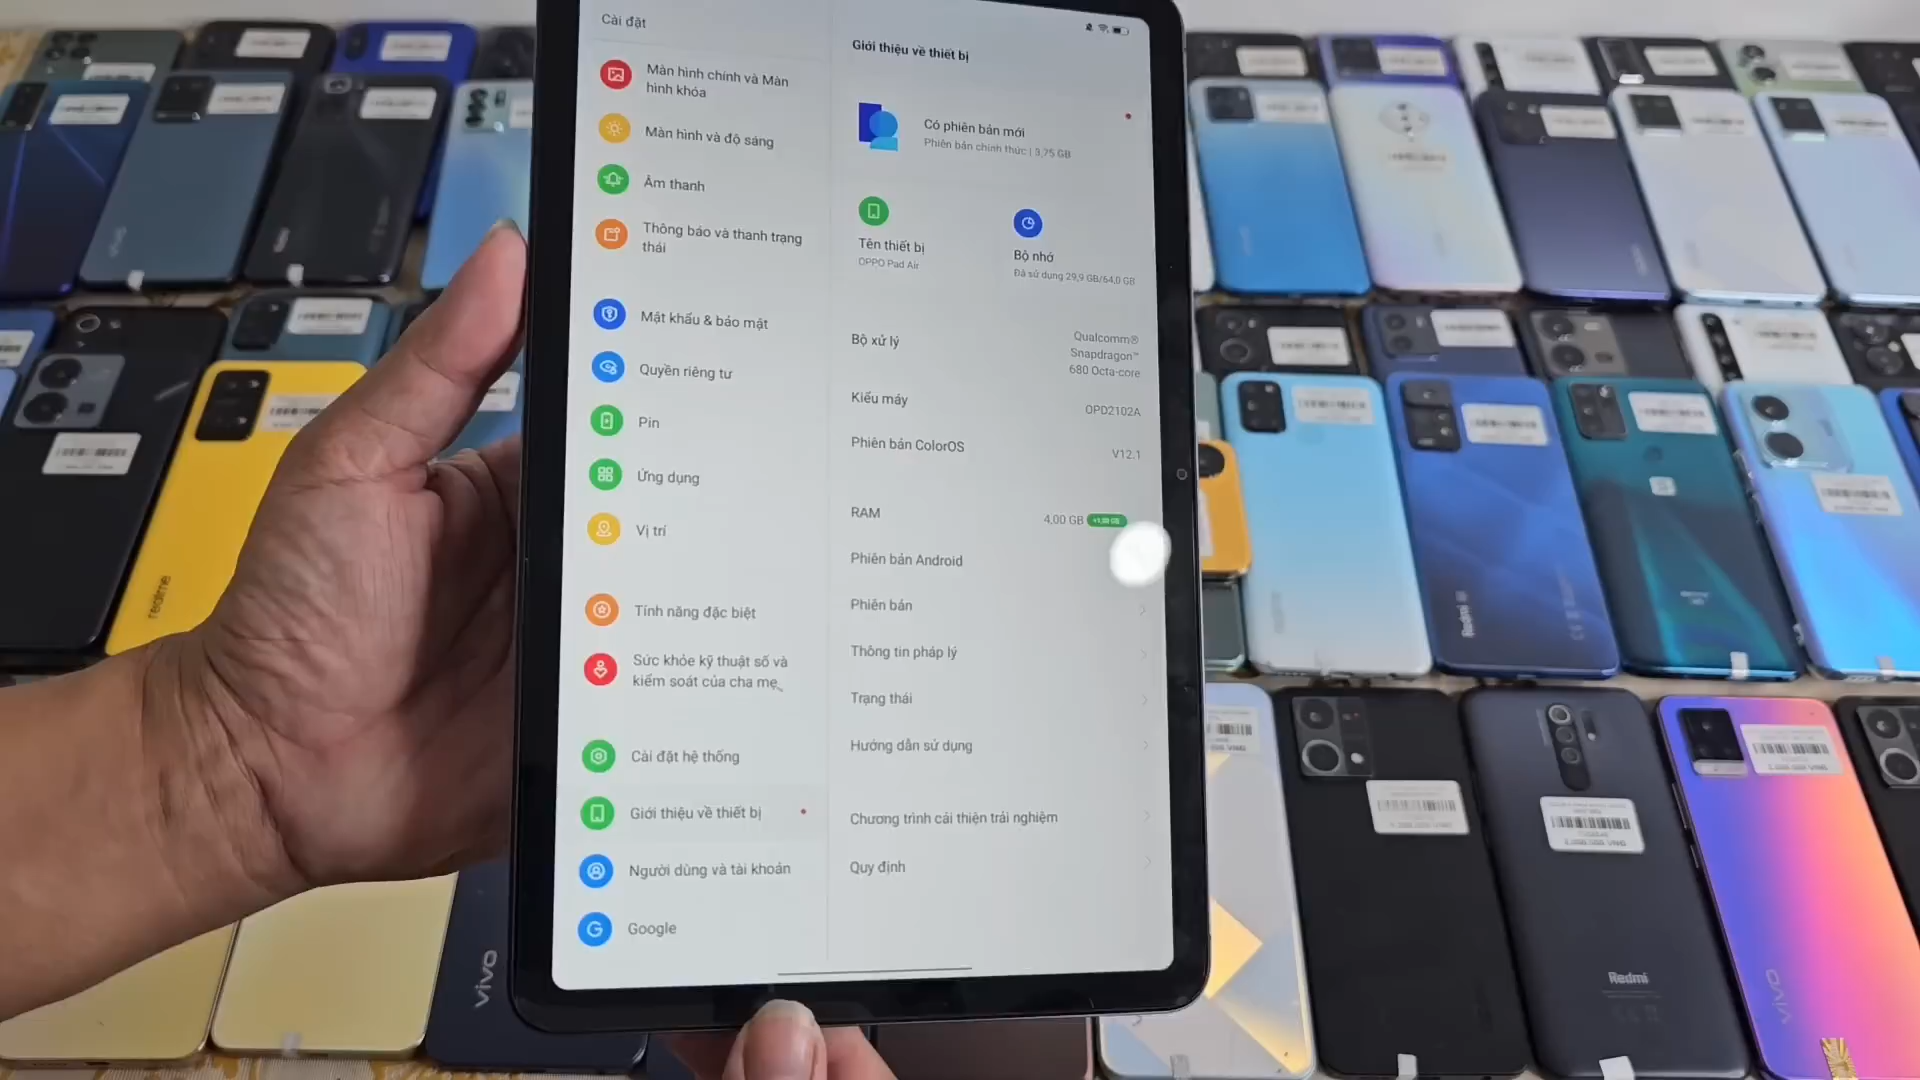 Cài đặt
Màn hình chính và Màn
hình khóa
Màn hình và độ sáng
Âm thanh
Thông báo và thanh trạng
thái
Mật khẩu & bảo mật
Quyền riêng tư
Pin
Ứng dụng
Vị trí
Tính năng đặc biệt
Sức khỏe kỹ thuật số và
kiểm soát của cha mẹ
Cài đặt hệ thống
Giới thiệu về thiết bị
Người dùng và tài khoản
Google
Giới thiệu về thiết bị
Có phiên bản mới
Phiên bản chính thức | 3,75 GB
Tên thiết bị
OPPO Pad Air
Bộ nhớ
Đã sử dụng 29,9 GB/64,0 GB
Bộ xử lý
Qualcomm®
Snapdragon™
680 Octa-core
Kiểu máy
OPD2102A
Phiên bản ColorOS
V12.1
RAM
4,00 GB
Phiên bản Android
Phiên bản
Thông tin pháp lý
Trạng thái
Hướng dẫn sử dụng
Chương trình cải thiện trải nghiệm
Quy định
vivo
realme
vivo
Redmi
Redmi
vivo